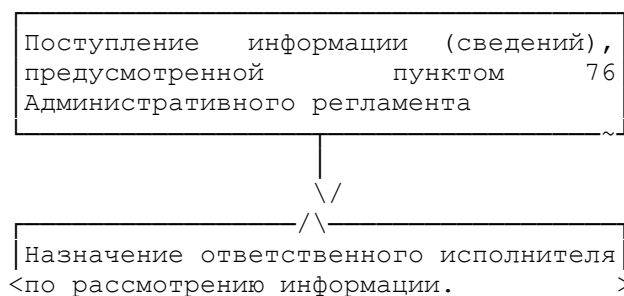 Поступление информации (сведений),
предусмотренной пунктом 76
Административного регламента
~
\/
/\
Назначение ответственного исполнителя
<по рассмотрению информации. >